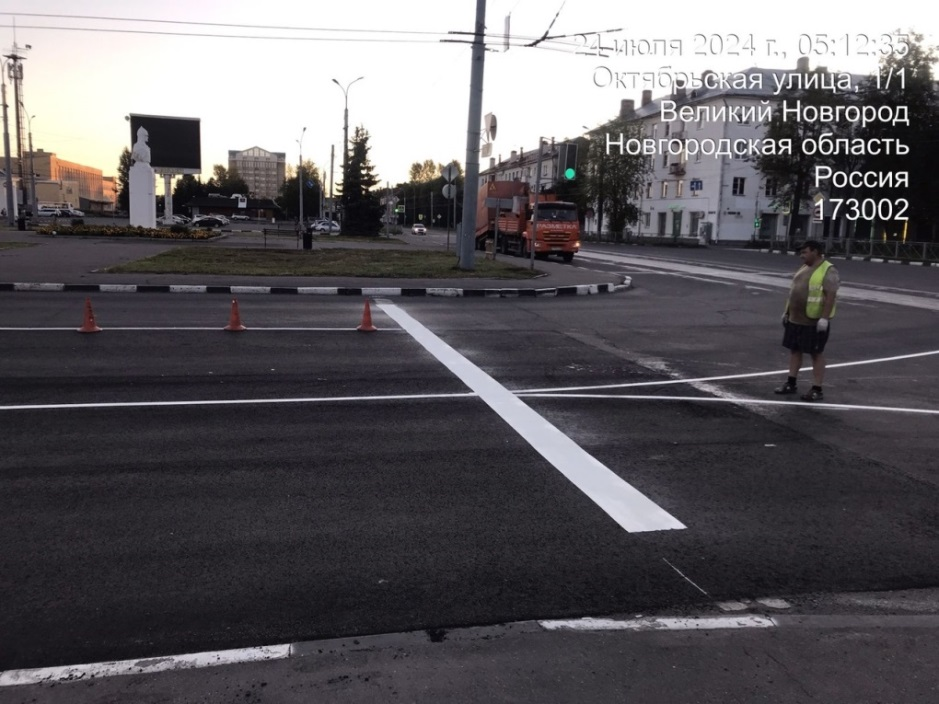 24 июля 2024 г., 05:12:35
Октябрьская улица, 1/1
Великий Новгород
Новгородская область
Россия
173002